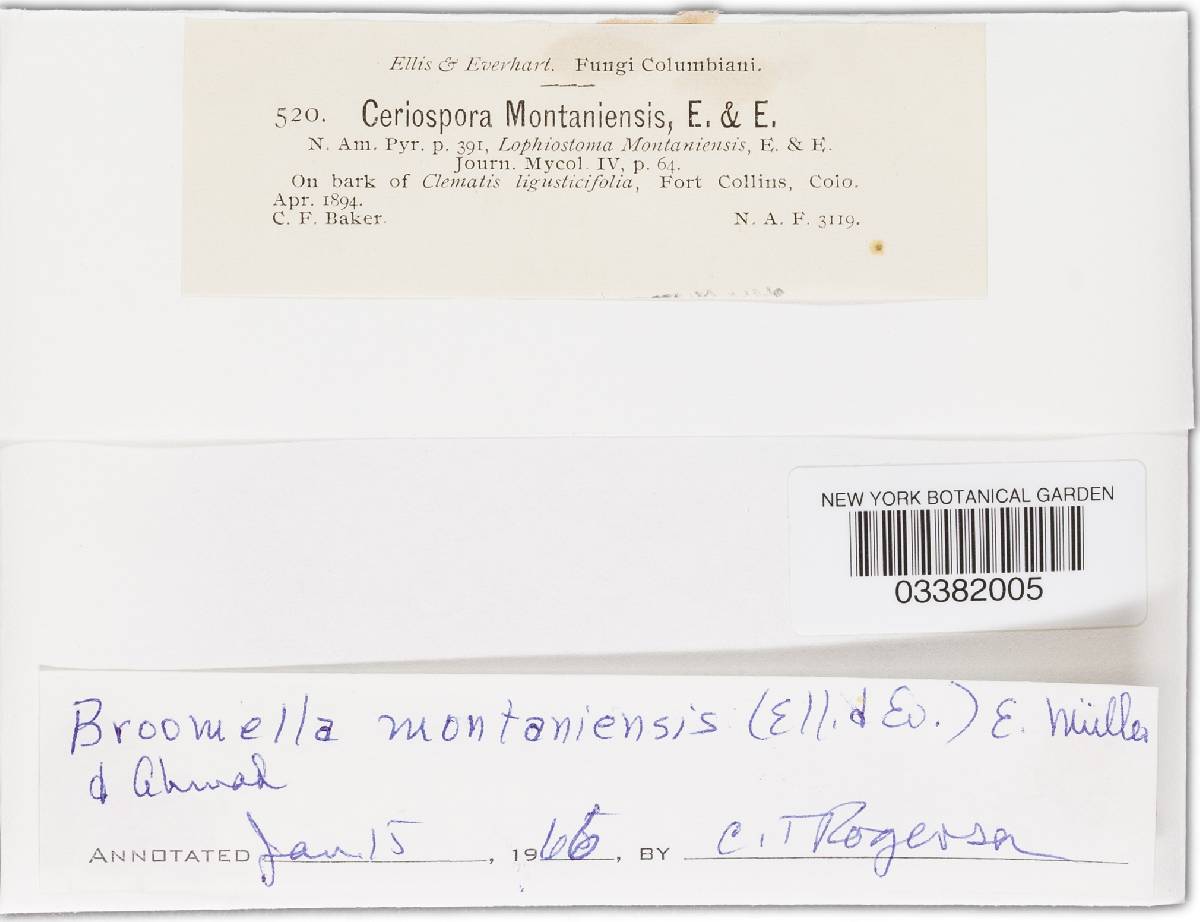 Ellis & Everhart. Fungi Columbiani.
520. Ceriospora Montaniensis, E. & E.
N. Am. Pyr. p. 391, Lophiostoma Montaniensis, E. & E.
Journ. Mycol. IV, p. 64.
On bark of Clematis ligusticifolia, Fort Collins, Colo.
Apr. 1894.
C. F. Baker. N. A. F. 3119.
NEW YORK BOTANICAL GARDEN
03382005
Broomella montaniensis (Ell. & Ev.) E. Müller
& Ahmad
ANNOTATED Jan. 15, 1966, BY C. T. Rogerson